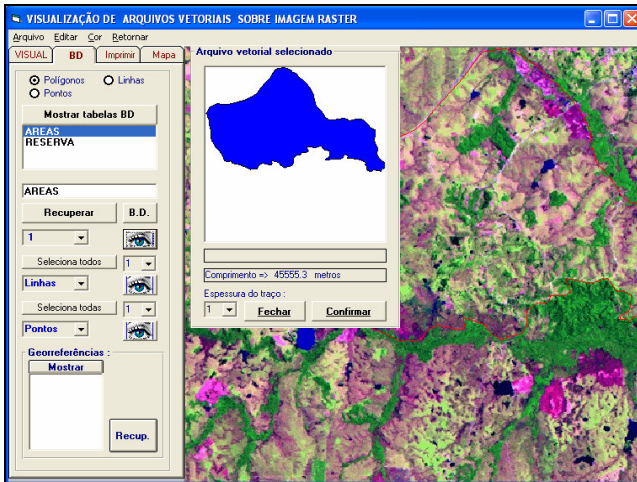 VISUALIZAÇÃO DE ARQUIVOS VETORIAIS SOBRE IMAGEM RASTER
Arquivo Editar Cor Retornar
VISUAL BD Imprimir Mapa
Polígonos Linhas
Pontos
Mostrar tabelas BD
AREAS
RESERVA
AREAS
Recuperar B.D.
1
Seleciona todos 1
Linhas
Seleciona todas 1
Pontos
Georreferências :
Mostrar
Recup.
Arquivo vetorial selecionado
Comprimento => 45555.3 metros
Espessura do traço :
1 Fechar Confirmar